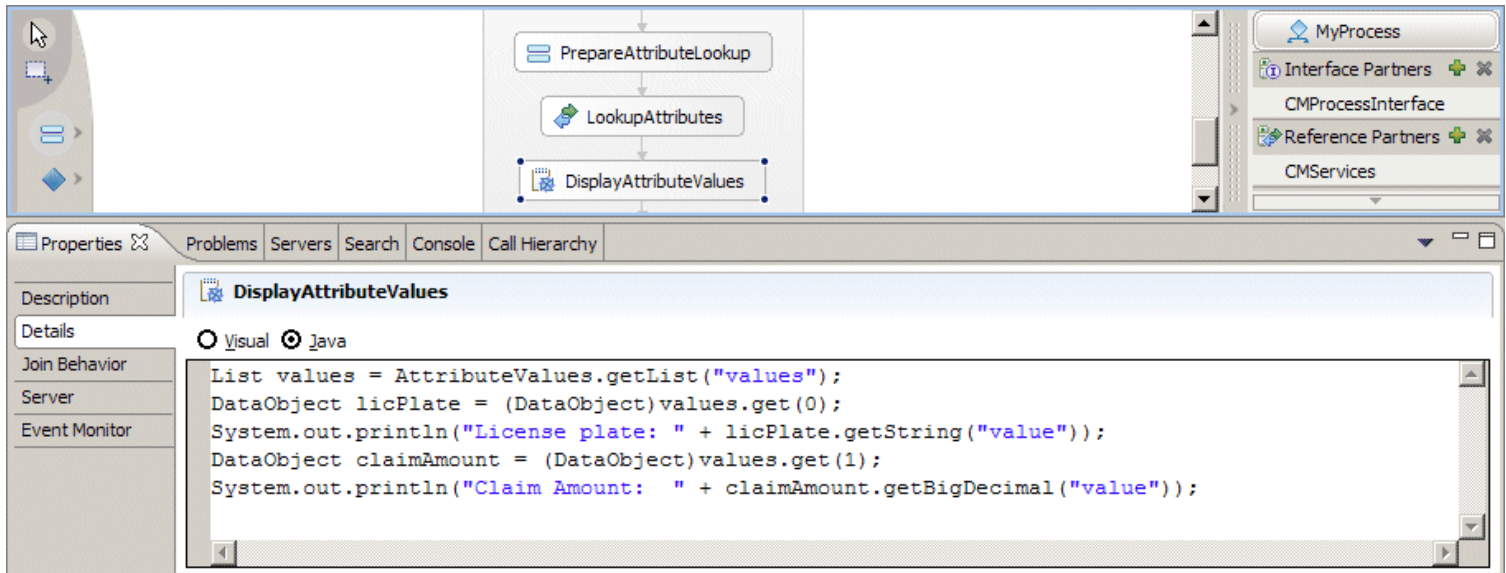 PrepareAttributeLookup
LookupAttributes
DisplayAttributeValues
MyProcess
Interface Partners
CMProcessInterface
Reference Partners
CMServices
Properties Problems Servers Search Console Call Hierarchy
Description
Details
Join Behavior
Server
Event Monitor
DisplayAttributeValues
Visual Java
List values = AttributeValues.getList("values");
DataObject licPlate = (DataObject)values.get(0);
System.out.println("License plate: " + licPlate.getString("value"));
DataObject claimAmount = (DataObject)values.get(1);
System.out.println("Claim Amount:  " + claimAmount.getBigDecimal("value"));